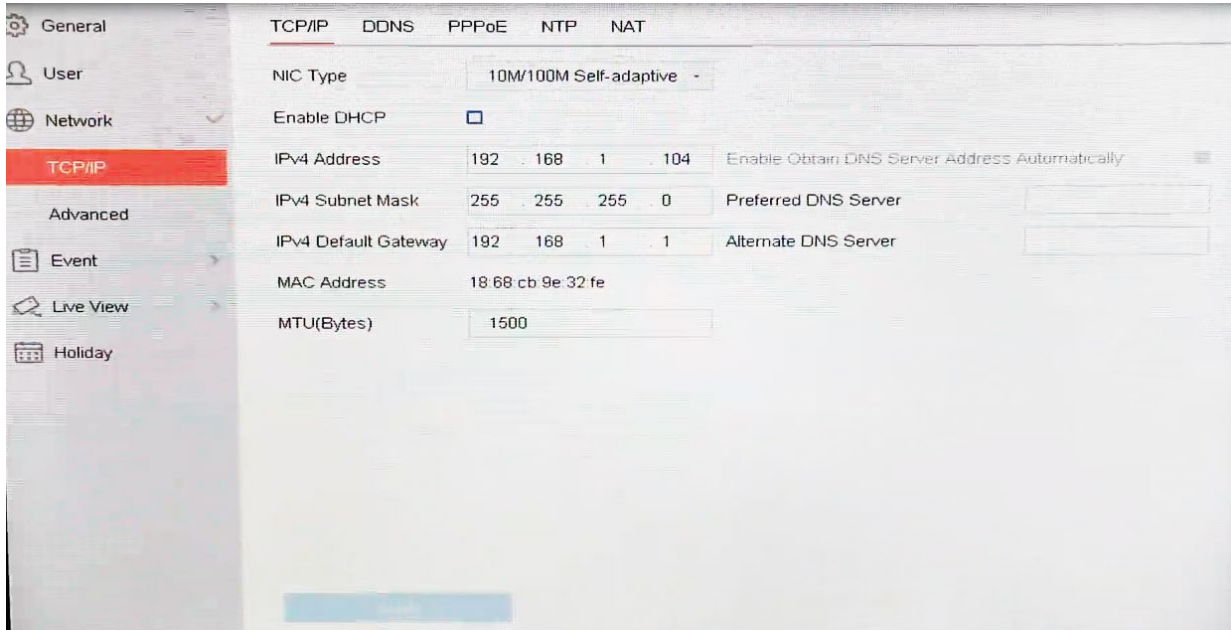 General
User
Network
TCP/IP
Advanced
Event
Live View
Holiday
TCP/IP DDNS PPPoE NTP NAT
NIC Type 10M/100M Self-adaptive
Enable DHCP
IPv4 Address 192 . 168 . 1 . 104 Enable Obtain DNS Server Address Automatically
IPv4 Subnet Mask 255 . 255 . 255 . 0 Preferred DNS Server
IPv4 Default Gateway 192 168 . 1 . 1 Alternate DNS Server
MAC Address 18:68:cb:9e:32:fe
MTU(Bytes) 1500